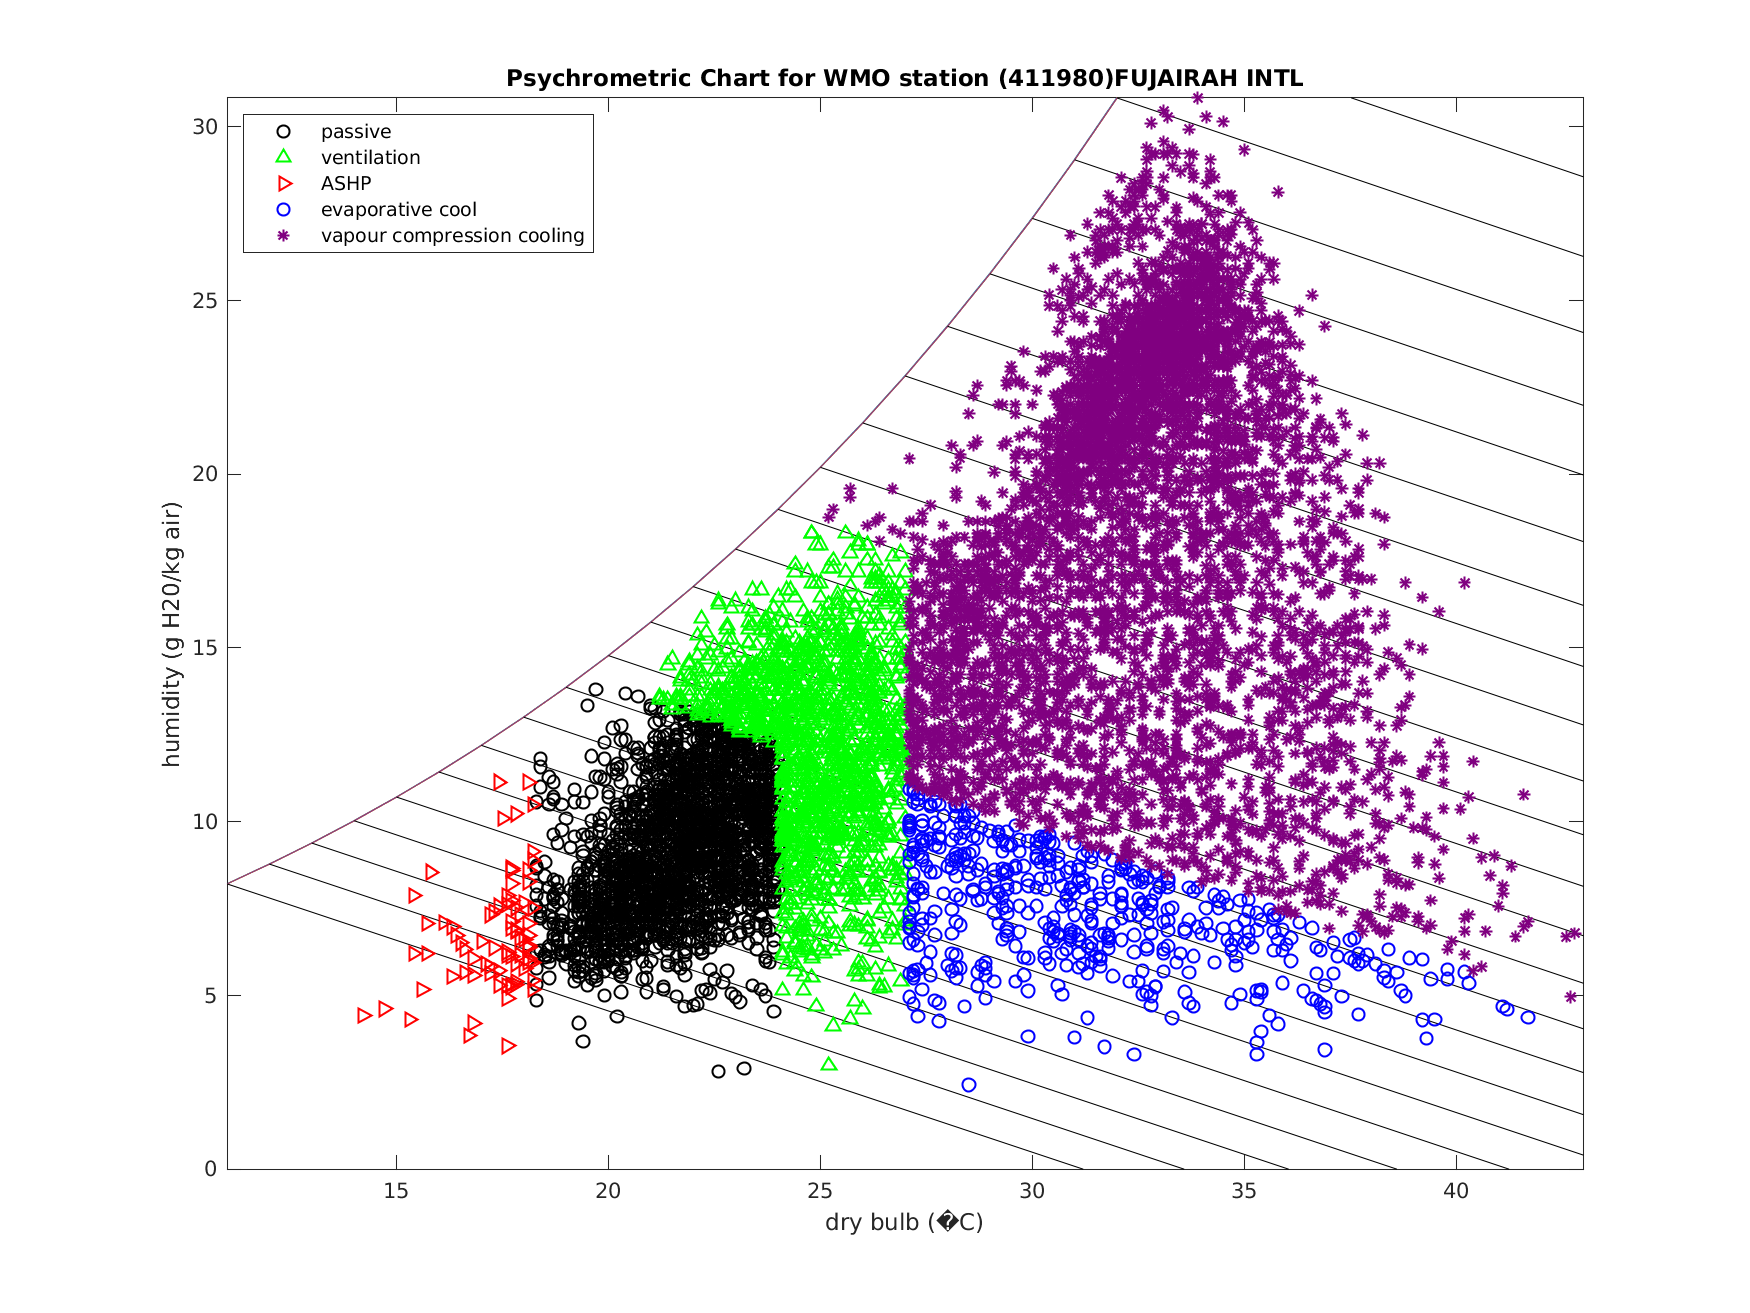 Psychrometric Chart for WMO station (411980)FUJAIRAH INTL
passive
ventilation
ASHP
evaporative cool
vapour compression cooling
humidity (g H20/kg air)
30
25
20
15
10
5
0
15 20 25 30 35 40
dry bulb (�C)